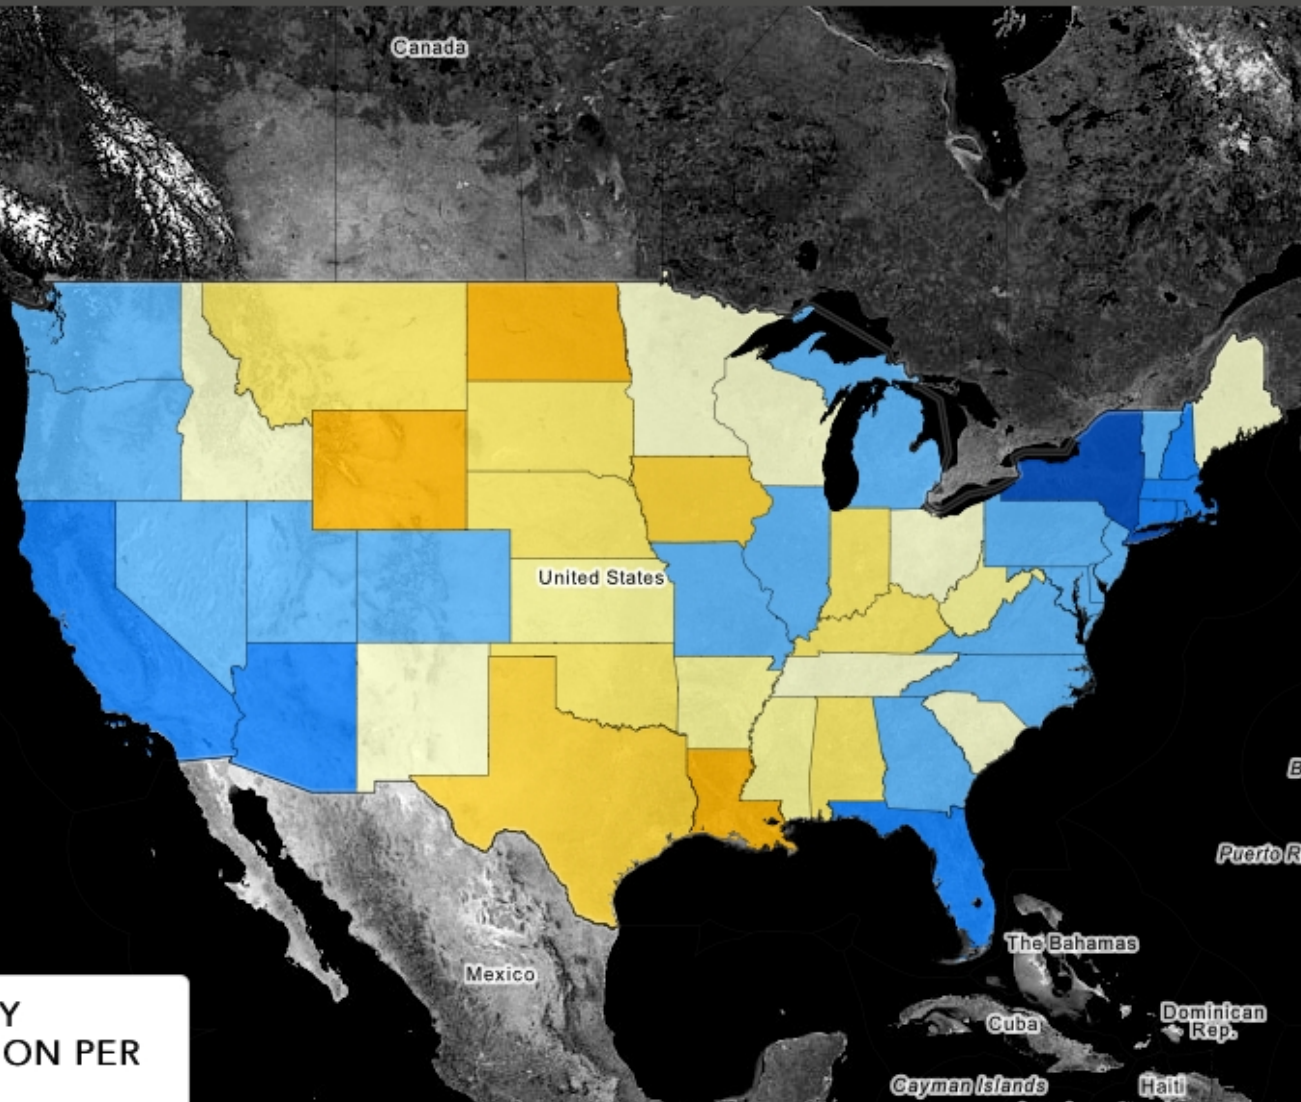 Canada
United States
B
Puerto R
The Bahamas
Mexico
Y
ON PER
Cuba
Dominican
Rep.
Cayman Islands
Haiti